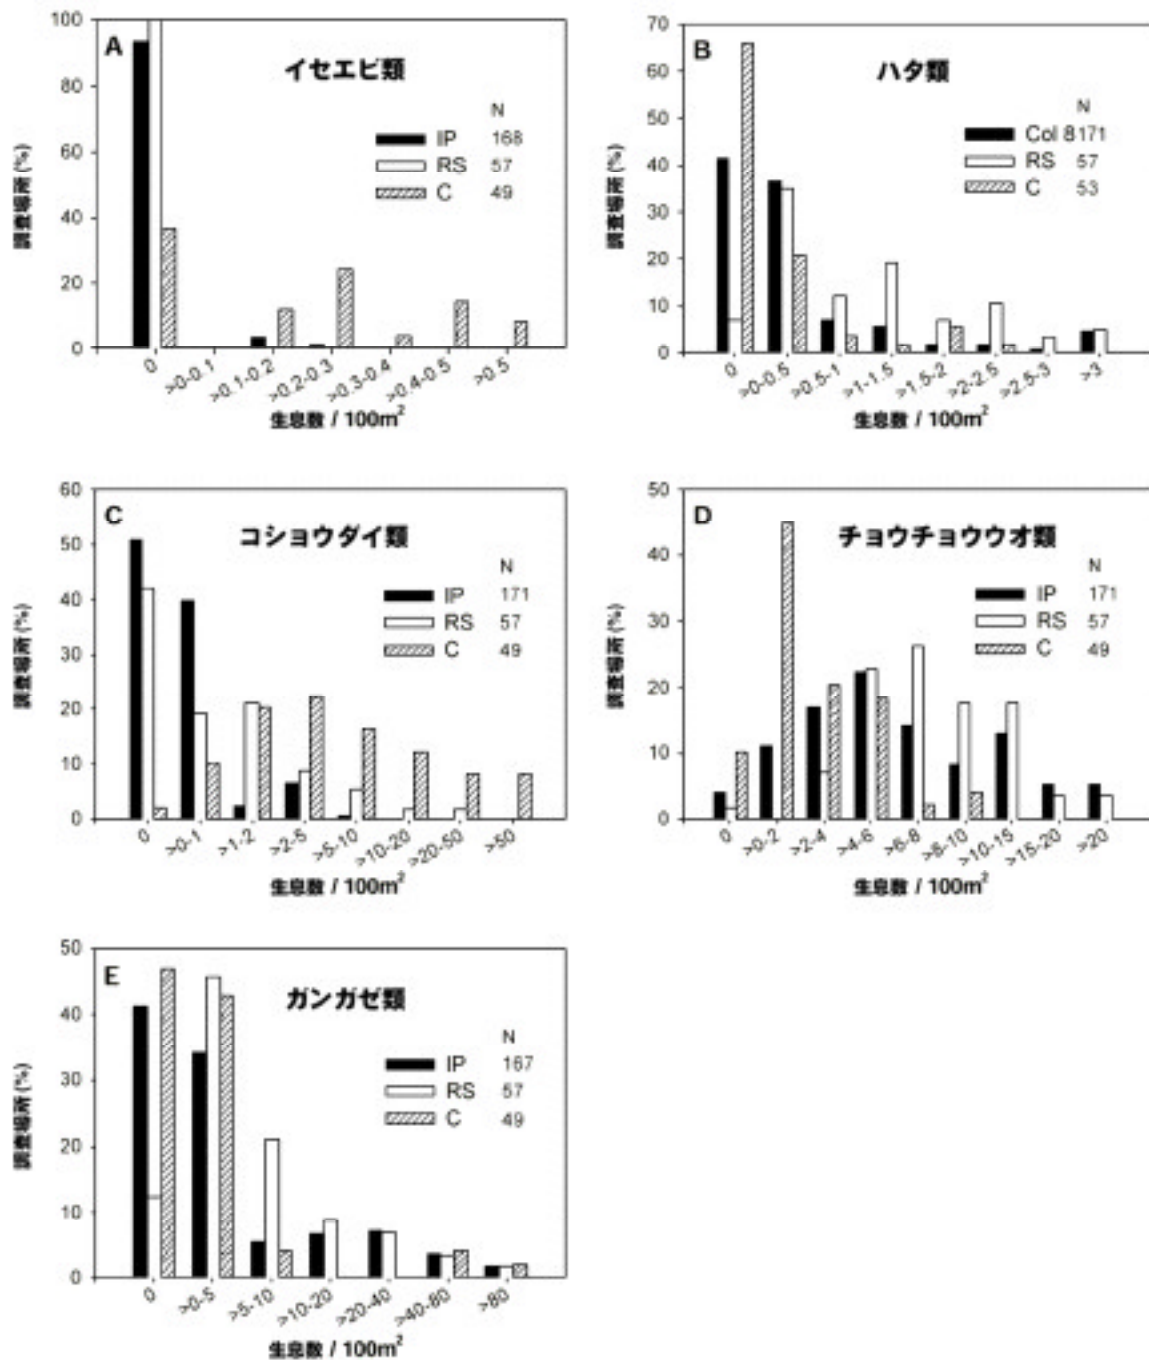 A
イセエビ類
N
IP 168
RS 57
C 49
100
80
60
40
20
0
調査場所 (%)
0 >0-0.1 >0.1-0.2 >0.2-0.3 >0.3-0.4 >0.4-0.5 >0.5
生息数 / 100m²
B
ハタ類
N
Col 8 171
RS 57
C 53
70
60
50
40
30
20
10
0
調査場所 (%)
0 >0-0.5 >0.5-1 >1-1.5 >1.5-2 >2-2.5 >2.5-3 >3
生息数 / 100m²
C
コショウダイ類
N
IP 171
RS 57
C 49
60
50
40
30
20
10
0
調査場所 (%)
0 >0-1 >1-2 >2-5 >5-10 >10-20 >20-50 >50
生息数 / 100m²
D
チョウチョウウオ類
N
IP 171
RS 57
C 49
50
40
30
20
10
0
調査場所 (%)
0 >0-2 >2-4 >4-6 >6-8 >8-10 >10-15 >15-20 >20
生息数 / 100m²
E
ガンガゼ類
N
IP 167
RS 57
C 49
50
40
30
20
10
0
調査場所 (%)
0 >0-5 >5-10 >10-20 >20-40 >40-80 >80
生息数 / 100m²